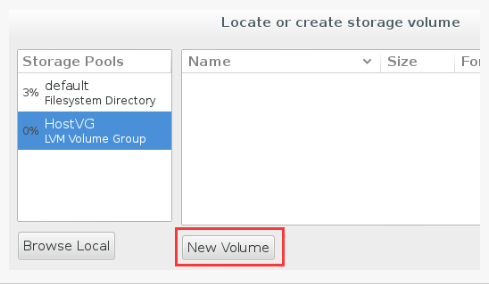 Locate or create storage volume
Storage Pools
Name
Size
3%
default
Filesystem Directory
0%
HostVG
LVM Volume Group
Browse Local
New Volume